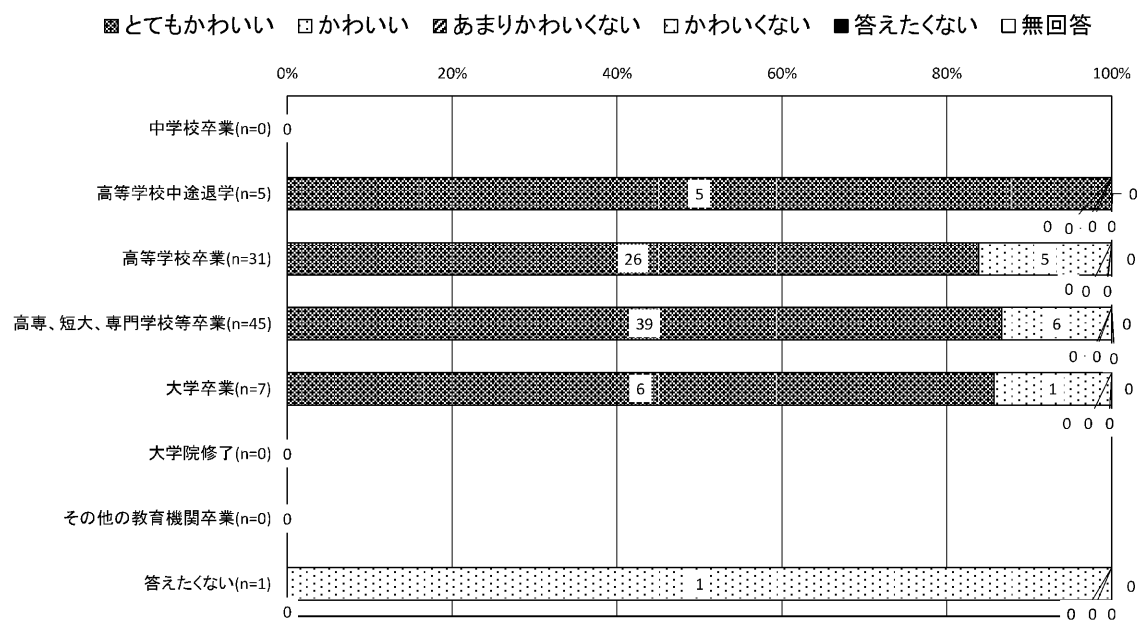 とてもかわいい かわいい あまりかわいくない かわいくない 答えたくない 無回答
0% 20% 40% 60% 80% 100%
中学校卒業(n=0) 0
高等学校中途退学(n=5) 5 0
0 0 0 0
高等学校卒業(n=31) 26 5 0
0 0 0
高専、短大、専門学校等卒業(n=45) 39 6 0
0 0 0
大学卒業(n=7) 6 1 0
0 0 0
大学院修了(n=0) 0
その他の教育機関卒業(n=0) 0
答えたくない(n=1) 1 0
0 0 0 0